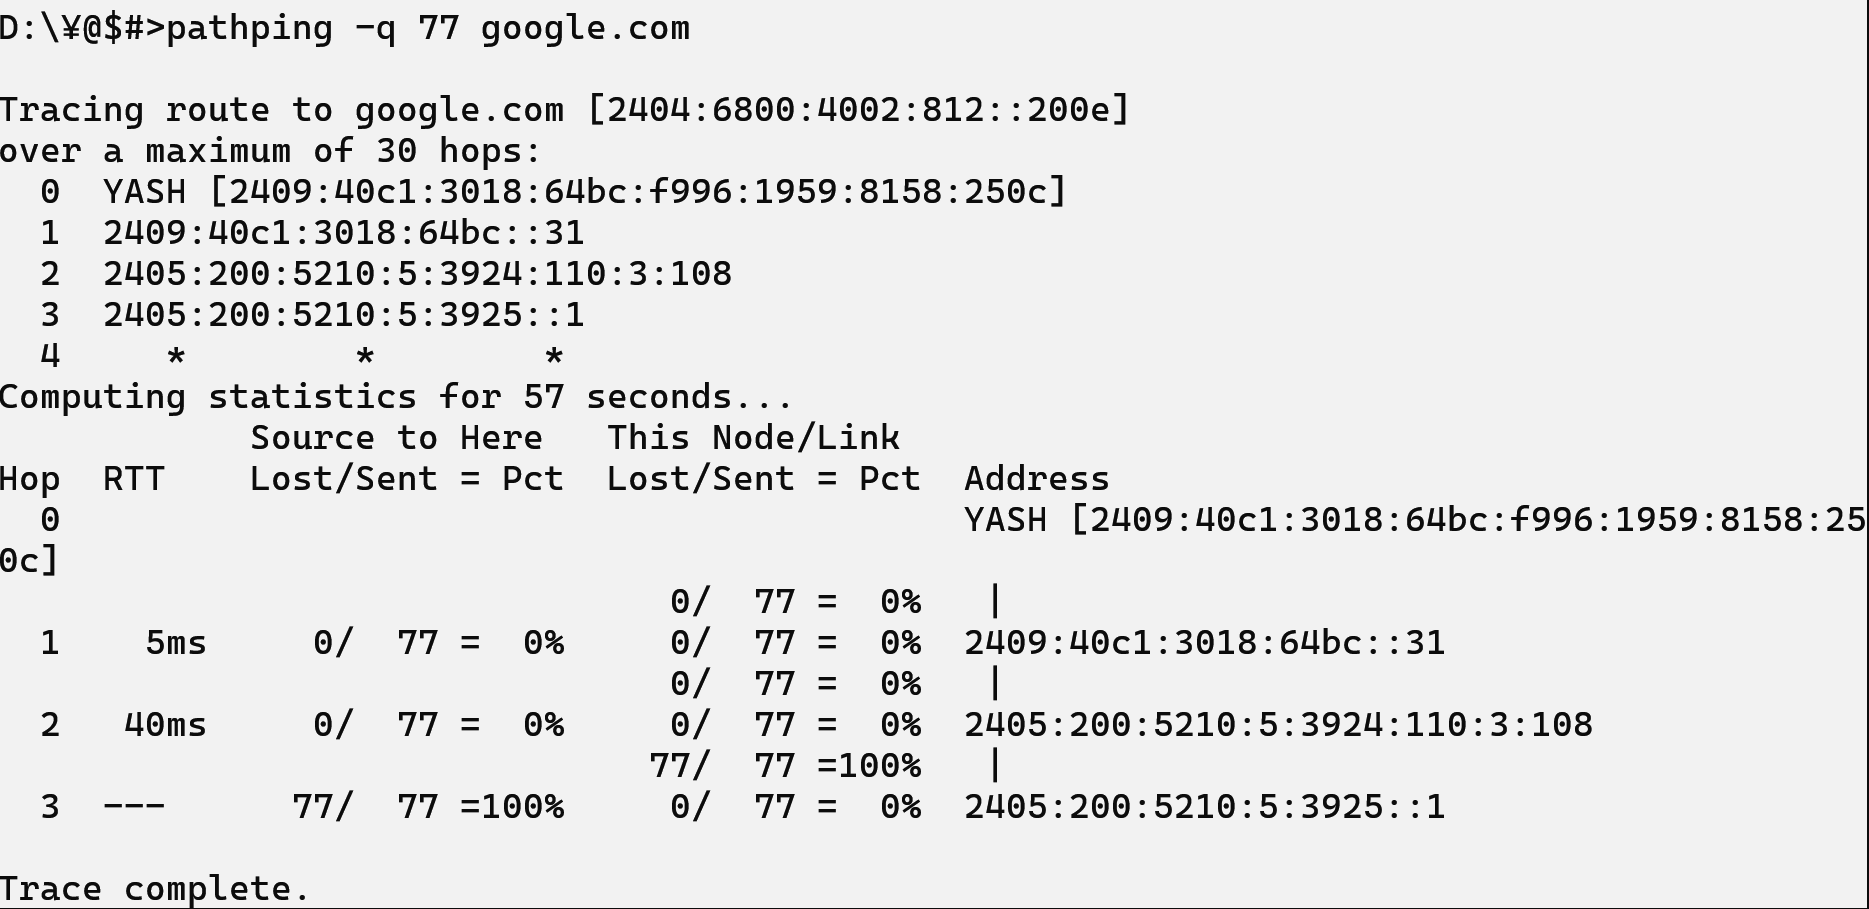 D:\¥@$#>pathping -q 77 google.com

Tracing route to google.com [2404:6800:4002:812::200e]
over a maximum of 30 hops:
  0  YASH [2409:40c1:3018:64bc:f996:1959:8158:250c]
  1  2409:40c1:3018:64bc::31
  2  2405:200:5210:5:3924:110:3:108
  3  2405:200:5210:5:3925::1
  4     *        *        *
Computing statistics for 57 seconds...
            Source to Here   This Node/Link
Hop  RTT    Lost/Sent = Pct  Lost/Sent = Pct  Address
  0                                           YASH [2409:40c1:3018:64bc:f996:1959:8158:25
0c]
                                0/  77 =  0%   |
  1    5ms     0/  77 =  0%     0/  77 =  0%  2409:40c1:3018:64bc::31
                                0/  77 =  0%   |
  2   40ms     0/  77 =  0%     0/  77 =  0%  2405:200:5210:5:3924:110:3:108
                               77/  77 =100%   |
  3  ---      77/  77 =100%     0/  77 =  0%  2405:200:5210:5:3925::1

Trace complete.